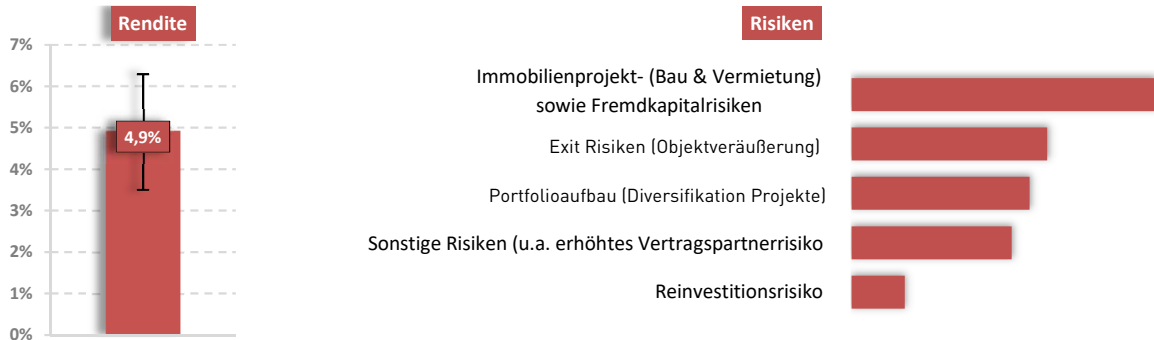 Rendite
7%
6%
5%
4%
3%
2%
1%
0%
4,9%
Risiken
Immobilienprojekt- (Bau & Vermietung)
sowie Fremdkapitalrisiken
Exit Risiken (Objektveräußerung)
Portfolioaufbau (Diversifikation Projekte)
Sonstige Risiken (u.a. erhöhtes Vertragspartnerrisiko
Reinvestitionsrisiko